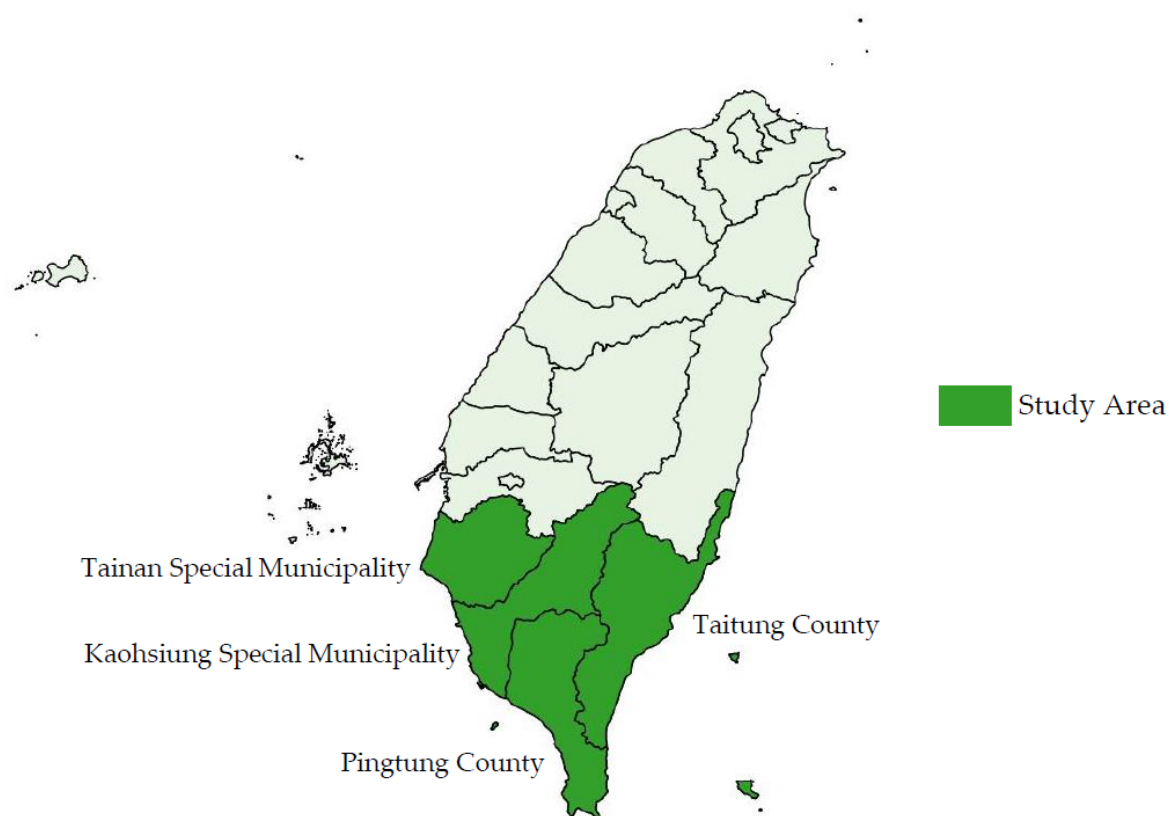 Study Area
Tainan Special Municipality
Taitung County
Kaohsiung Special Municipality
Pingtung County